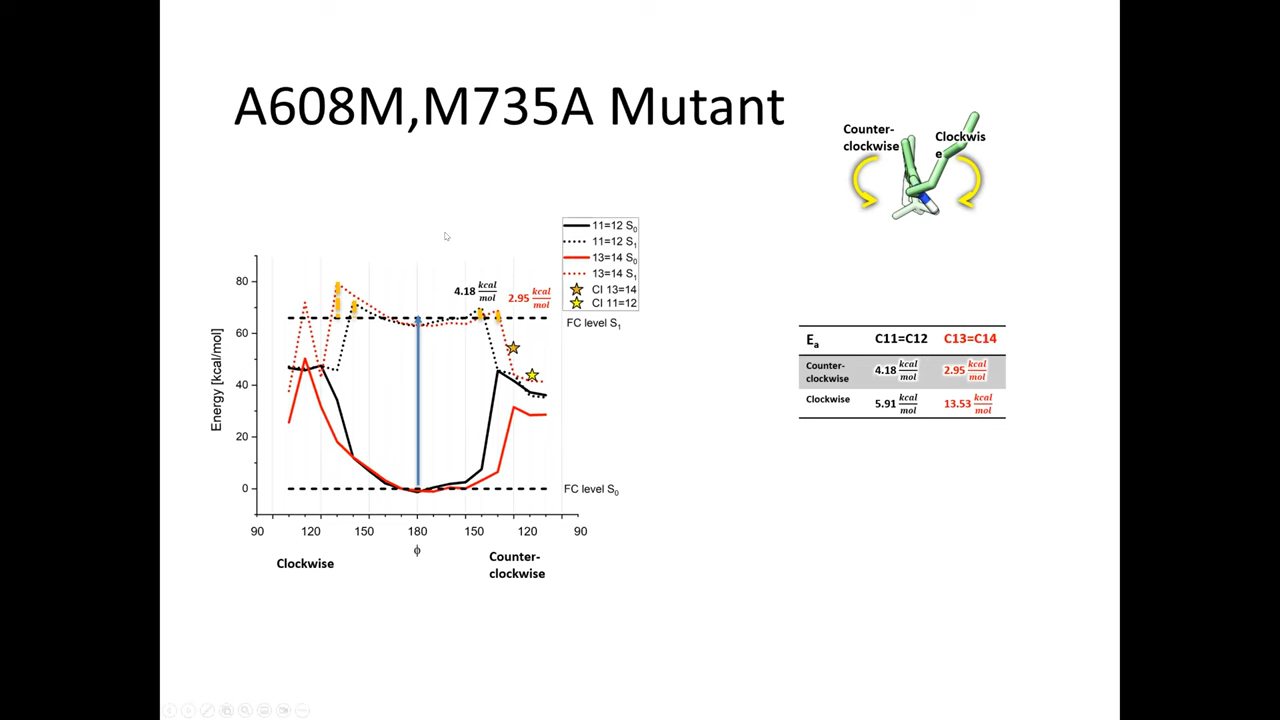 A608M,M735A Mutant
Counter-
clockwise
Clockwis
e
11=12 S0
11=12 S1
13=14 S0
13=14 S1
CI 13=14
CI 11=12
4.18 kcal/mol
2.95 kcal/mol
FC level S1
FC level S0
Energy [kcal/mol]
80
60
40
20
0
90 120 150 180 150 120 90
ϕ
Clockwise
Counter-
clockwise
Ea C11=C12 C13=C14
Counter-
clockwise 4.18 kcal/mol 2.95 kcal/mol
Clockwise 5.91 kcal/mol 13.53 kcal/mol